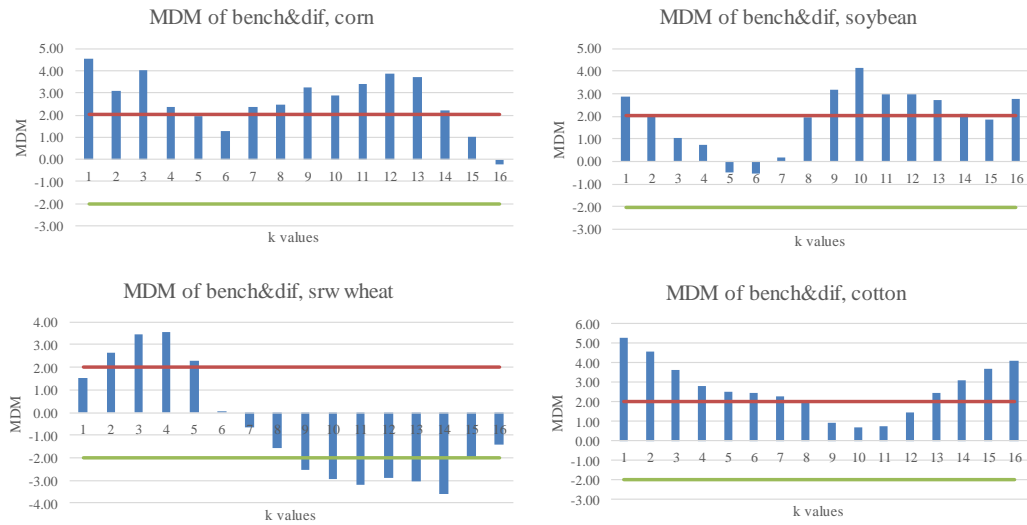 MDM of bench&dif, corn
5.00
4.00
3.00
2.00
1.00
0.00
-1.00
-2.00
-3.00
MDM
1 2 3 4 5 6 7 8 9 10 11 12 13 14 15 16
k values
MDM of bench&dif, soybean
5.00
4.00
3.00
2.00
1.00
0.00
-1.00
-2.00
-3.00
MDM
1 2 3 4 5 6 7 8 9 10 11 12 13 14 15 16
k values
MDM of bench&dif, srw wheat
4.00
3.00
2.00
1.00
0.00
-1.00
-2.00
-3.00
-4.00
MDM
1 2 3 4 5 6 7 8 9 10 11 12 13 14 15 16
k values
MDM of bench&dif, cotton
6.00
5.00
4.00
3.00
2.00
1.00
0.00
-1.00
-2.00
-3.00
MDM
1 2 3 4 5 6 7 8 9 10 11 12 13 14 15 16
k values